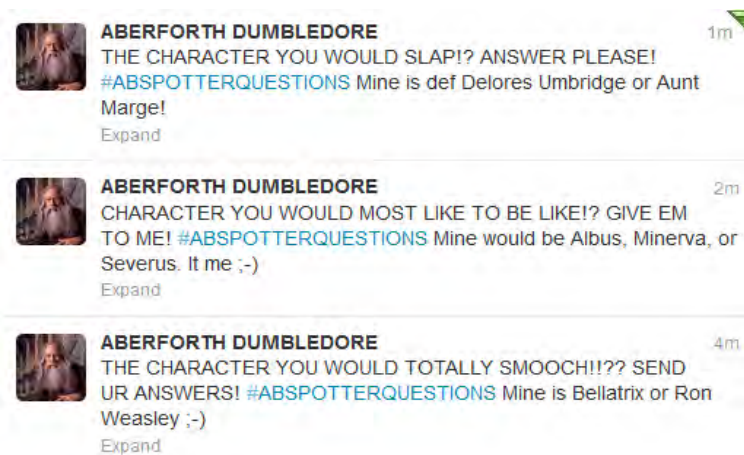 ABERFORTH DUMBLEDORE 1m
THE CHARACTER YOU WOULD SLAP!? ANSWER PLEASE!
#ABSPOTTERQUESTIONS Mine is def Delores Umbridge or Aunt
Marge!
Expand
ABERFORTH DUMBLEDORE 2m
CHARACTER YOU WOULD MOST LIKE TO BE LIKE!? GIVE EM
TO ME! #ABSPOTTERQUESTIONS Mine would be Albus, Minerva, or
Severus. It me ;-)
Expand
ABERFORTH DUMBLEDORE 4m
THE CHARACTER YOU WOULD TOTALLY SMOOCH!!?? SEND
UR ANSWERS! #ABSPOTTERQUESTIONS Mine is Bellatrix or Ron
Weasley ;-)
Expand